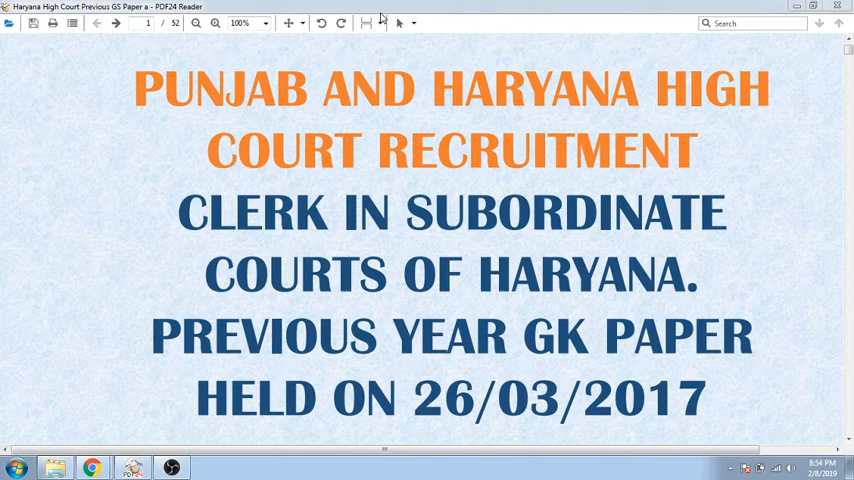 Haryana High Court Previous GS Paper a - PDF24 Reader
1 / 52 100% Search
PUNJAB AND HARYANA HIGH
COURT RECRUITMENT
CLERK IN SUBORDINATE
COURTS OF HARYANA.
PREVIOUS YEAR GK PAPER
HELD ON 26/03/2017
8:54 PM
PDF24
2/8/2019